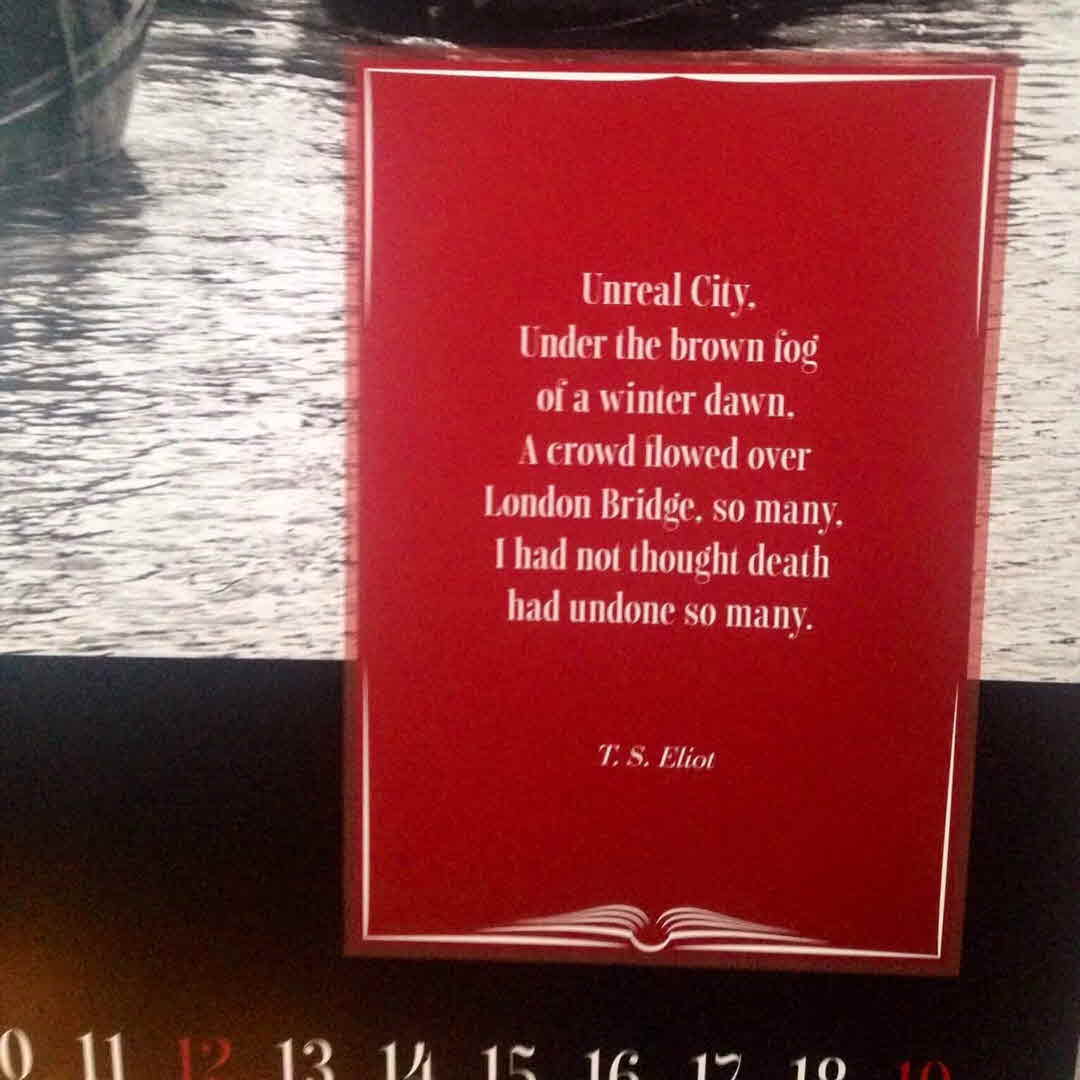 Unreal City,
Under the brown fog
of a winter dawn,
A crowd flowed over
London Bridge, so many,
I had not thought death
had undone so many.
T. S. Eliot
11 12 13 14 15 16 17 18 19